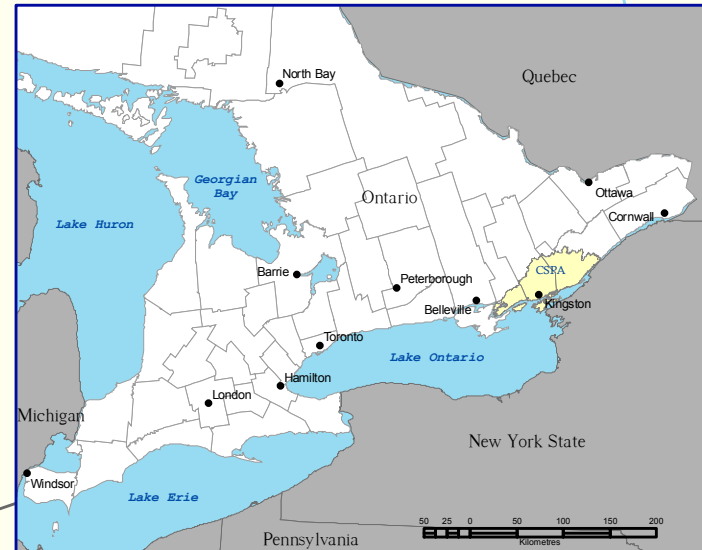 North Bay
Quebec
Georgian
Bay
Ontario
Ottawa
Cornwall
Lake Huron
CSPA
Barrie
Peterborough
Belleville
Kingston
Toronto
Lake Ontario
Hamilton
London
Michigan
New York State
Windsor
Lake Erie
50 25 0 50 100 150 200
Kilometres
Pennsylvania